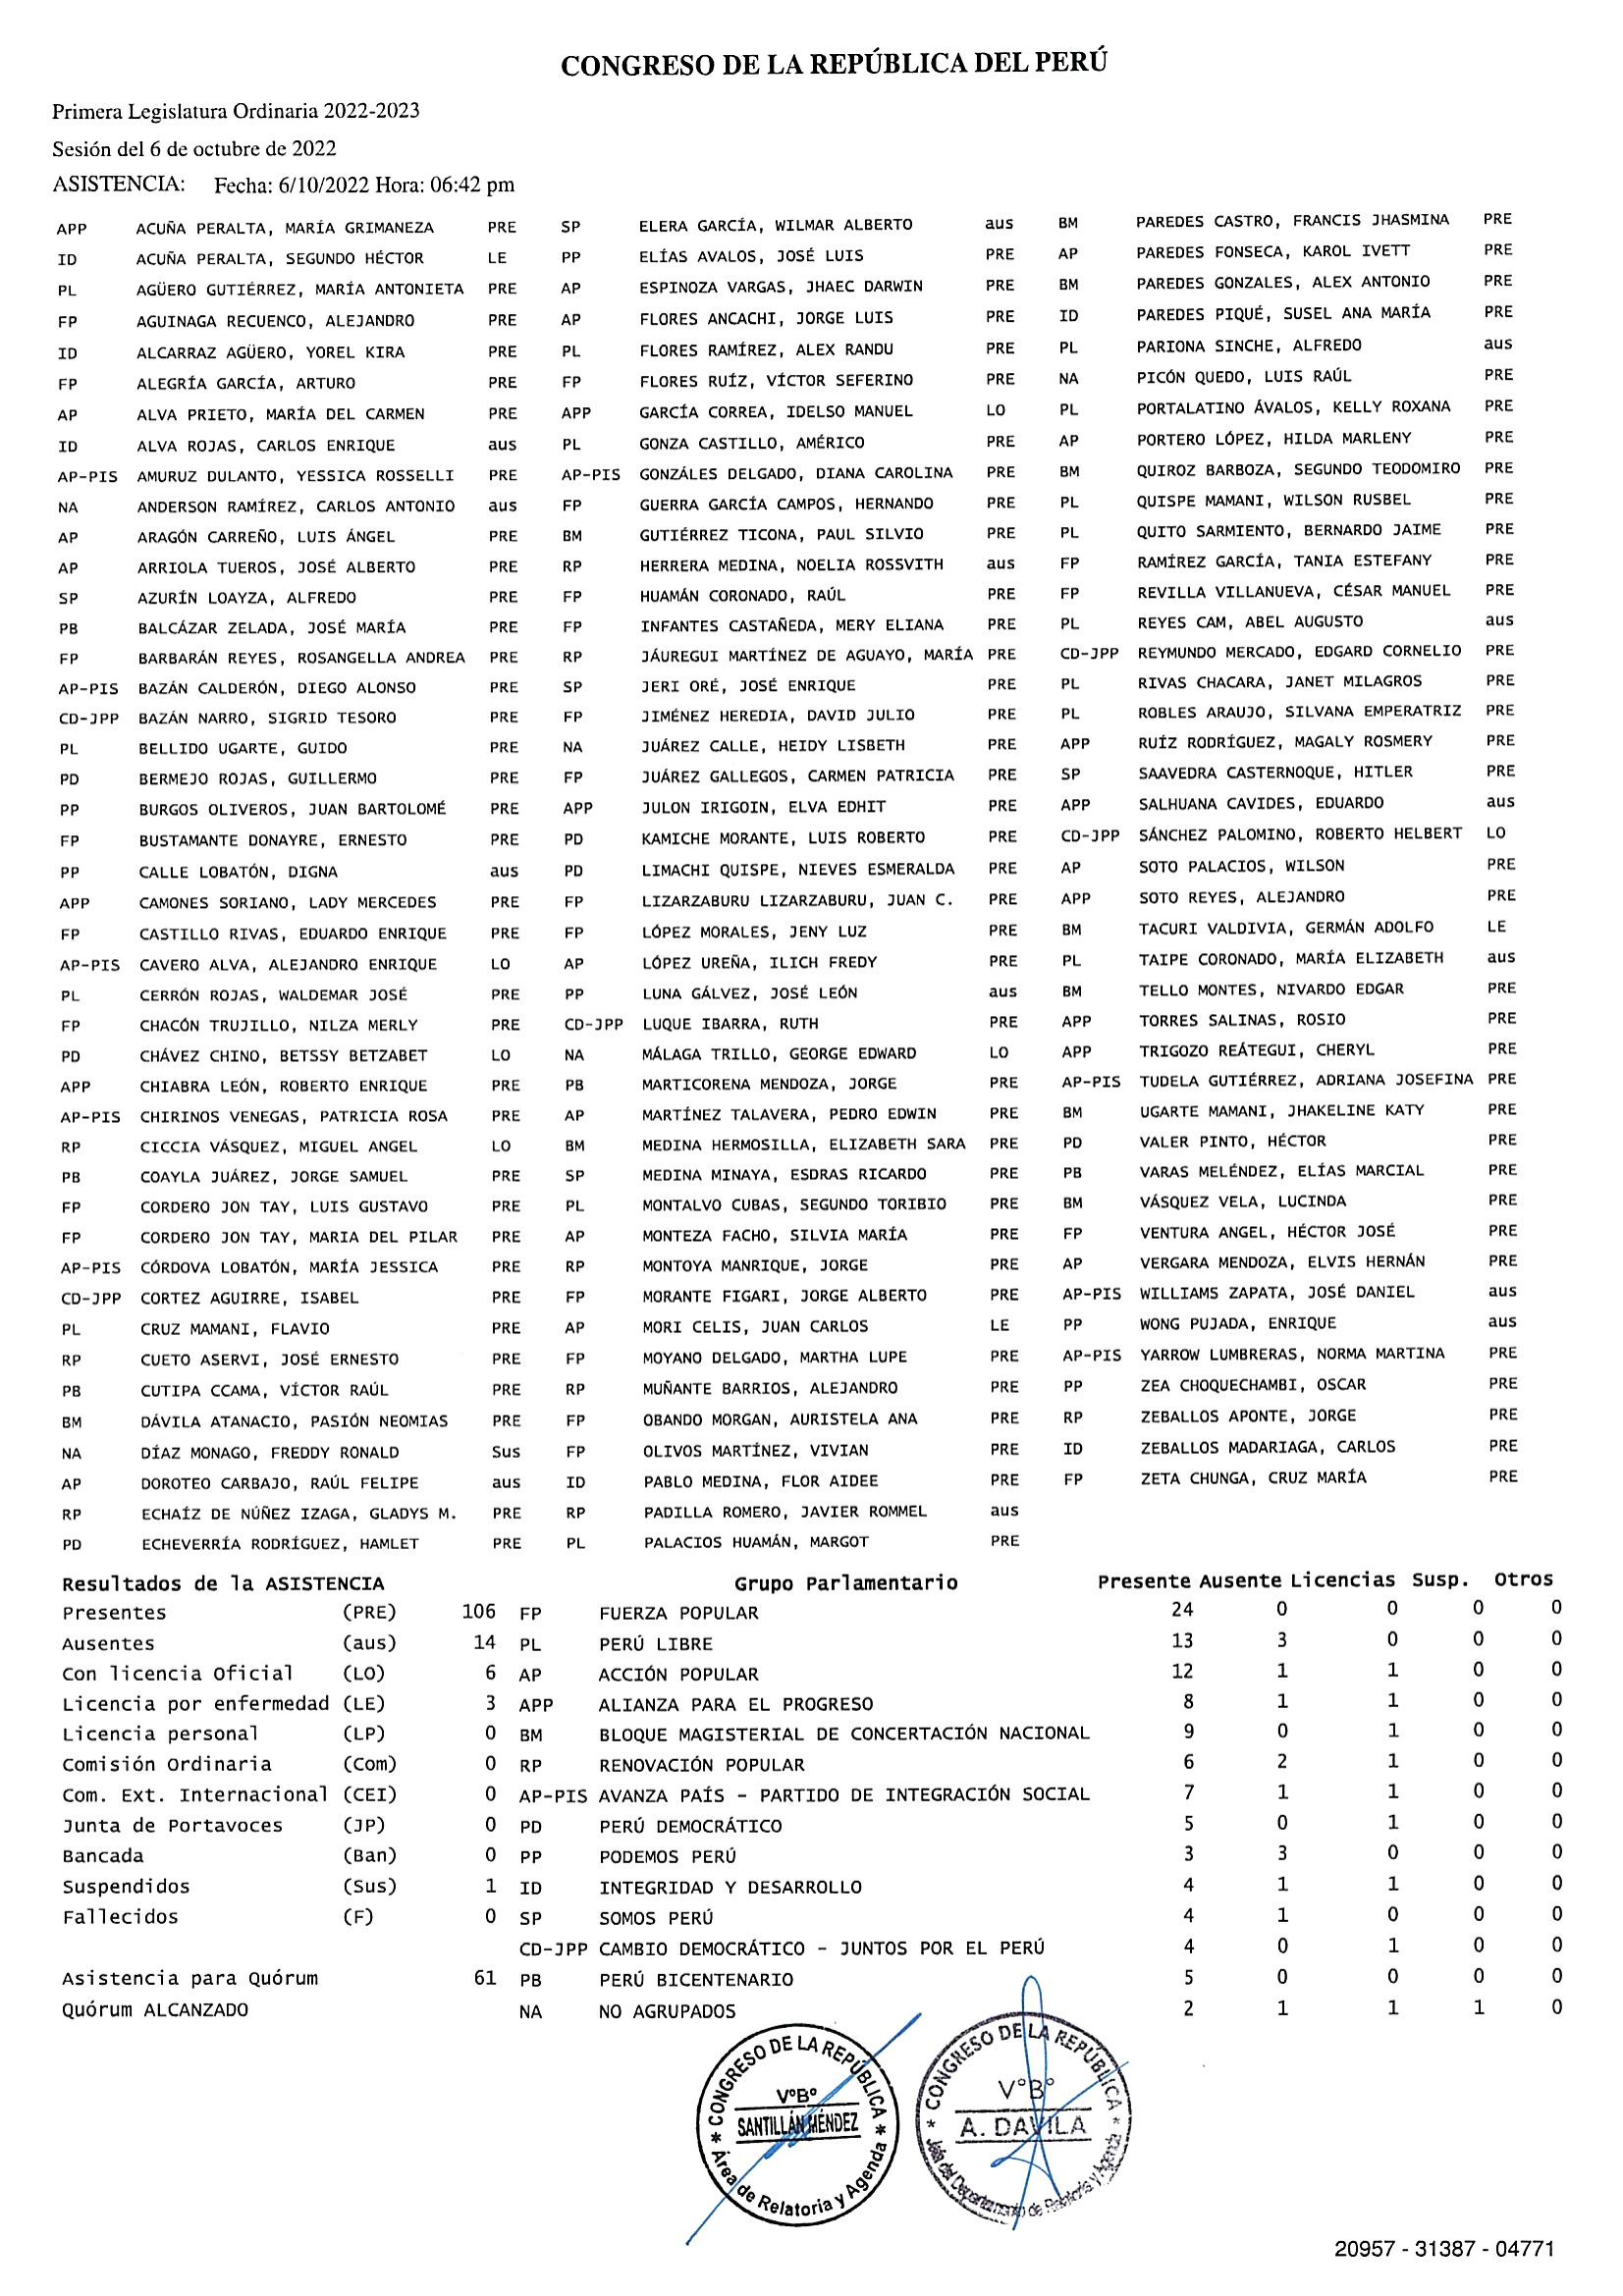 CONGRESO DE LA REPÚBLICA DEL PERÚ
Primera Legislatura Ordinaria 2022-2023
Sesión del 6 de octubre de 2022
ASISTENCIA: Fecha: 6/10/2022 Hora: 06:42 pm
APP ACUÑA PERALTA, MARÍA GRIMANEZA PRE SP ELERA GARCÍA, WILMAR ALBERTO aus BM PAREDES CASTRO, FRANCIS JHASMINA PRE
ID ACUÑA PERALTA, SEGUNDO HÉCTOR LE PP ELÍAS AVALOS, JOSÉ LUIS PRE AP PAREDES FONSECA, KAROL IVETT PRE
PL AGÜERO GUTIÉRREZ, MARÍA ANTONIETA PRE AP ESPINOZA VARGAS, JHAEC DARWIN PRE BM PAREDES GONZALES, ALEX ANTONIO PRE
FP AGUINAGA RECUENCO, ALEJANDRO PRE AP FLORES ANCACHI, JORGE LUIS PRE ID PAREDES PIQUÉ, SUSEL ANA MARÍA PRE
ID ALCARRAZ AGÜERO, YOREL KIRA PRE PL FLORES RAMÍREZ, ALEX RANDU PRE PL PARIONA SINCHE, ALFREDO aus
FP ALEGRÍA GARCÍA, ARTURO PRE FP FLORES RUÍZ, VÍCTOR SEFERINO PRE NA PICÓN QUEDO, LUIS RAÚL PRE
AP ALVA PRIETO, MARÍA DEL CARMEN PRE APP GARCÍA CORREA, IDELSO MANUEL LO PL PORTALATINO ÁVALOS, KELLY ROXANA PRE
ID ALVA ROJAS, CARLOS ENRIQUE aus PL GONZA CASTILLO, AMÉRICO PRE AP PORTERO LÓPEZ, HILDA MARLENY PRE
AP-PIS AMURUZ DULANTO, YESSICA ROSSELLI PRE AP-PIS GONZÁLES DELGADO, DIANA CAROLINA PRE BM QUIROZ BARBOZA, SEGUNDO TEODOMIRO PRE
NA ANDERSON RAMÍREZ, CARLOS ANTONIO aus FP GUERRA GARCÍA CAMPOS, HERNANDO PRE PL QUISPE MAMANI, WILSON RUSBEL PRE
AP ARAGÓN CARREÑO, LUIS ÁNGEL PRE BM GUTIÉRREZ TICONA, PAUL SILVIO PRE PL QUITO SARMIENTO, BERNARDO JAIME PRE
AP ARRIOLA TUEROS, JOSÉ ALBERTO PRE RP HERRERA MEDINA, NOELIA ROSSVITH aus FP RAMÍREZ GARCÍA, TANIA ESTEFANY PRE
SP AZURÍN LOAYZA, ALFREDO PRE FP HUAMÁN CORONADO, RAÚL PRE FP REVILLA VILLANUEVA, CÉSAR MANUEL PRE
PB BALCÁZAR ZELADA, JOSÉ MARÍA PRE FP INFANTES CASTAÑEDA, MERY ELIANA PRE PL REYES CAM, ABEL AUGUSTO aus
FP BARBARÁN REYES, ROSANGELLA ANDREA PRE RP JÁUREGUI MARTÍNEZ DE AGUAYO, MARÍA PRE CD-JPP REYMUNDO MERCADO, EDGARD CORNELIO PRE
AP-PIS BAZÁN CALDERÓN, DIEGO ALONSO PRE SP JERI ORÉ, JOSÉ ENRIQUE PRE PL RIVAS CHACARA, JANET MILAGROS PRE
CD-JPP BAZÁN NARRO, SIGRID TESORO PRE FP JIMÉNEZ HEREDIA, DAVID JULIO PRE PL ROBLES ARAUJO, SILVANA EMPERATRIZ PRE
PL BELLIDO UGARTE, GUIDO PRE NA JUÁREZ CALLE, HEIDY LISBETH PRE APP RUÍZ RODRÍGUEZ, MAGALY ROSMERY PRE
PD BERMEJO ROJAS, GUILLERMO PRE FP JUÁREZ GALLEGOS, CARMEN PATRICIA PRE SP SAAVEDRA CASTERNOQUE, HITLER PRE
PP BURGOS OLIVEROS, JUAN BARTOLOMÉ PRE APP JULON IRIGOIN, ELVA EDHIT PRE APP SALHUANA CAVIDES, EDUARDO aus
FP BUSTAMANTE DONAYRE, ERNESTO PRE PD KAMICHE MORANTE, LUIS ROBERTO PRE CD-JPP SÁNCHEZ PALOMINO, ROBERTO HELBERT LO
PP CALLE LOBATÓN, DIGNA aus PD LIMACHI QUISPE, NIEVES ESMERALDA PRE AP SOTO PALACIOS, WILSON PRE
APP CAMONES SORIANO, LADY MERCEDES PRE FP LIZARZABURU LIZARZABURU, JUAN C. PRE APP SOTO REYES, ALEJANDRO PRE
FP CASTILLO RIVAS, EDUARDO ENRIQUE PRE FP LÓPEZ MORALES, JENY LUZ PRE BM TACURI VALDIVIA, GERMÁN ADOLFO LE
AP-PIS CAVERO ALVA, ALEJANDRO ENRIQUE LO AP LÓPEZ UREÑA, ILICH FREDY PRE PL TAIPE CORONADO, MARÍA ELIZABETH aus
PL CERRÓN ROJAS, WALDEMAR JOSÉ PRE PP LUNA GÁLVEZ, JOSÉ LEÓN aus BM TELLO MONTES, NIVARDO EDGAR PRE
FP CHACÓN TRUJILLO, NILZA MERLY PRE CD-JPP LUQUE IBARRA, RUTH PRE APP TORRES SALINAS, ROSIO PRE
PD CHÁVEZ CHINO, BETSSY BETZABET LO NA MÁLAGA TRILLO, GEORGE EDWARD LO APP TRIGOZO REÁTEGUI, CHERYL PRE
APP CHIABRA LEÓN, ROBERTO ENRIQUE PRE PB MARTICORENA MENDOZA, JORGE PRE AP-PIS TUDELA GUTIÉRREZ, ADRIANA JOSEFINA PRE
AP-PIS CHIRINOS VENEGAS, PATRICIA ROSA PRE AP MARTÍNEZ TALAVERA, PEDRO EDWIN PRE BM UGARTE MAMANI, JHAKELINE KATY PRE
RP CICCIA VÁSQUEZ, MIGUEL ANGEL LO BM MEDINA HERMOSILLA, ELIZABETH SARA PRE PD VALER PINTO, HÉCTOR PRE
PB COAYLA JUÁREZ, JORGE SAMUEL PRE SP MEDINA MINAYA, ESDRAS RICARDO PRE PB VARAS MELÉNDEZ, ELÍAS MARCIAL PRE
FP CORDERO JON TAY, LUIS GUSTAVO PRE PL MONTALVO CUBAS, SEGUNDO TORIBIO PRE BM VÁSQUEZ VELA, LUCINDA PRE
FP CORDERO JON TAY, MARIA DEL PILAR PRE AP MONTEZA FACHO, SILVIA MARÍA PRE FP VENTURA ANGEL, HÉCTOR JOSÉ PRE
AP-PIS CÓRDOVA LOBATÓN, MARÍA JESSICA PRE RP MONTOYA MANRIQUE, JORGE PRE AP VERGARA MENDOZA, ELVIS HERNÁN PRE
CD-JPP CORTEZ AGUIRRE, ISABEL PRE FP MORANTE FIGARI, JORGE ALBERTO PRE AP-PIS WILLIAMS ZAPATA, JOSÉ DANIEL aus
PL CRUZ MAMANI, FLAVIO PRE AP MORI CELIS, JUAN CARLOS LE PP WONG PUJADA, ENRIQUE aus
RP CUETO ASERVI, JOSÉ ERNESTO PRE FP MOYANO DELGADO, MARTHA LUPE PRE AP-PIS YARROW LUMBRERAS, NORMA MARTINA PRE
PB CUTIPA CCAMA, VÍCTOR RAÚL PRE RP MUÑANTE BARRIOS, ALEJANDRO PRE PP ZEA CHOQUECHAMBI, OSCAR PRE
BM DÁVILA ATANACIO, PASIÓN NEOMIAS PRE FP OBANDO MORGAN, AURISTELA ANA PRE RP ZEBALLOS APONTE, JORGE PRE
NA DÍAZ MONAGO, FREDDY RONALD Sus FP OLIVOS MARTÍNEZ, VIVIAN PRE ID ZEBALLOS MADARIAGA, CARLOS PRE
AP DOROTEO CARBAJO, RAÚL FELIPE aus ID PABLO MEDINA, FLOR AIDEE PRE FP ZETA CHUNGA, CRUZ MARÍA PRE
RP ECHAÍZ DE NÚÑEZ IZAGA, GLADYS M. PRE RP PADILLA ROMERO, JAVIER ROMMEL aus
PD ECHEVERRÍA RODRÍGUEZ, HAMLET PRE PL PALACIOS HUAMÁN, MARGOT PRE
Resultados de la ASISTENCIA Grupo Parlamentario Presente Ausente Licencias Susp. Otros
Presentes (PRE) 106 FP FUERZA POPULAR 24 0 0 0 0
Ausentes (aus) 14 PL PERÚ LIBRE 13 3 0 0 0
Con licencia Oficial (LO) 6 AP ACCIÓN POPULAR 12 1 1 0 0
Licencia por enfermedad (LE) 3 APP ALIANZA PARA EL PROGRESO 8 1 1 0 0
Licencia personal (LP) 0 BM BLOQUE MAGISTERIAL DE CONCERTACIÓN NACIONAL 9 0 1 0 0
Comisión Ordinaria (Com) 0 RP RENOVACIÓN POPULAR 6 2 1 0 0
Com. Ext. Internacional (CEI) 0 AP-PIS AVANZA PAÍS - PARTIDO DE INTEGRACIÓN SOCIAL 7 1 1 0 0
Junta de Portavoces (JP) 0 PD PERÚ DEMOCRÁTICO 5 0 1 0 0
Bancada (Ban) 0 PP PODEMOS PERÚ 3 3 0 0 0
Suspendidos (Sus) 1 ID INTEGRIDAD Y DESARROLLO 4 1 1 0 0
Fallecidos (F) 0 SP SOMOS PERÚ 4 1 0 0 0
CD-JPP CAMBIO DEMOCRÁTICO - JUNTOS POR EL PERÚ 4 0 1 0 0
Asistencia para Quórum 61 PB PERÚ BICENTENARIO 5 0 0 0 0
Quórum ALCANZADO NA NO AGRUPADOS 2 1 1 1 0
* CONGRESO DE LA REPÚBLICA *
V°B°
SANTILLÁN MÉNDEZ
Área de Relatoria y Agenda
* CONGRESO DE LA REPÚBLICA *
V°B°
A. DAVILA
Jefa del Departamento de Relatoría y Agenda
20957 - 31387 - 04771